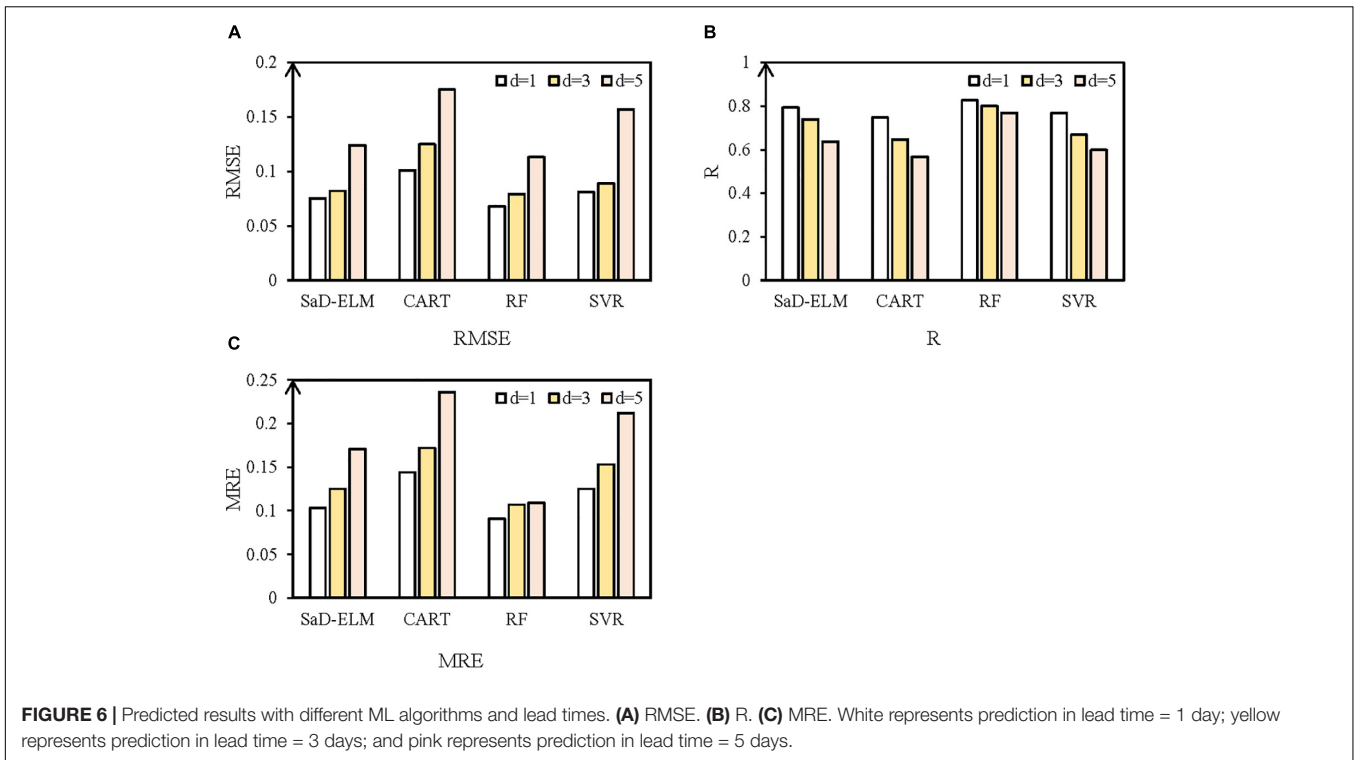 A
0.2
0.15
0.1
0.05
0
RMSE
d=1 d=3 d=5
SaD-ELM CART RF SVR
RMSE
B
1
0.8
0.6
0.4
0.2
0
R
d=1 d=3 d=5
SaD-ELM CART RF SVR
R
C
0.25
0.2
0.15
0.1
0.05
0
MRE
d=1 d=3 d=5
SaD-ELM CART RF SVR
MRE
FIGURE 6 | Predicted results with different ML algorithms and lead times. (A) RMSE. (B) R. (C) MRE. White represents prediction in lead time = 1 day; yellow
represents prediction in lead time = 3 days; and pink represents prediction in lead time = 5 days.